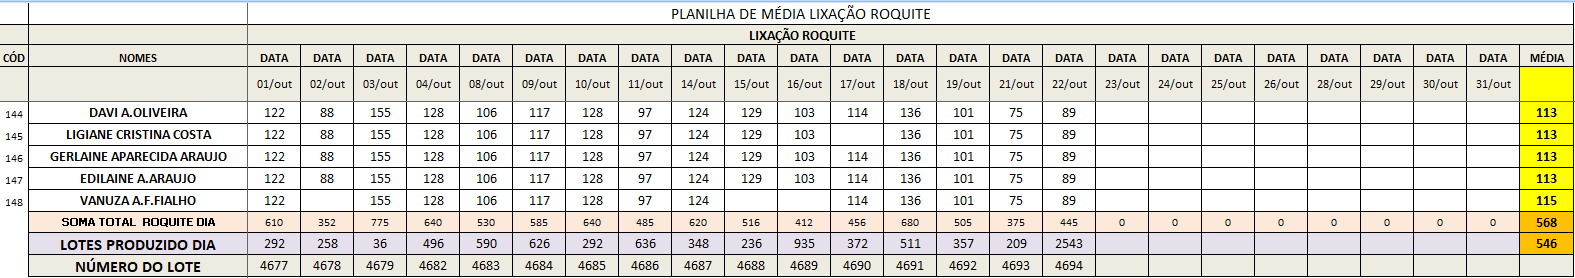 PLANILHA DE MÉDIA LIXAÇÃO ROQUITE
LIXAÇÃO ROQUITE
CÓD NOMES DATA DATA DATA DATA DATA DATA DATA DATA DATA DATA DATA DATA DATA DATA DATA DATA DATA DATA DATA DATA DATA DATA DATA DATA MÉDIA
01/out 02/out 03/out 04/out 08/out 09/out 10/out 11/out 14/out 15/out 16/out 17/out 18/out 19/out 21/out 22/out 23/out 24/out 25/out 26/out 28/out 29/out 30/out 31/out
144 DAVI A.OLIVEIRA 122 88 155 128 106 117 128 97 124 129 103 114 136 101 75 89 113
145 LIGIANE CRISTINA COSTA 122 88 155 128 106 117 128 97 124 129 103 136 101 75 89 113
146 GERLAINE APARECIDA ARAUJO 122 88 155 128 106 117 128 97 124 129 103 114 136 101 75 89 113
147 EDILAINE A.ARAUJO 122 88 155 128 106 117 128 97 124 129 103 114 136 101 75 89 113
148 VANUZA A.F.FIALHO 122 155 128 106 117 128 97 124 114 136 101 75 89 115
SOMA TOTAL ROQUITE DIA 610 352 775 640 530 585 640 485 620 516 412 456 680 505 375 445 0 0 0 0 0 0 0 0 568
LOTES PRODUZIDO DIA 292 258 36 496 590 626 292 636 348 236 935 372 511 357 209 2543 546
NÚMERO DO LOTE 4677 4678 4679 4682 4683 4684 4685 4686 4687 4688 4689 4690 4691 4692 4693 4694